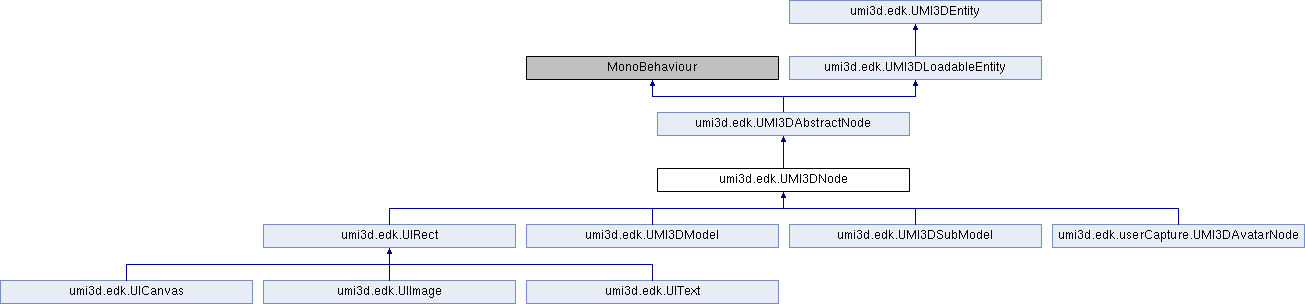 umi3d.edk.UMI3DEntity
MonoBehaviour
umi3d.edk.UMI3DLoadableEntity
umi3d.edk.UMI3DAbstractNode
umi3d.edk.UMI3DNode
umi3d.edk.UIRect
umi3d.edk.UMI3DModel
umi3d.edk.UMI3DSubModel
umi3d.edk.userCapture.UMI3DAvatarNode
umi3d.edk.UICanvas
umi3d.edk.UIImage
umi3d.edk.UIText